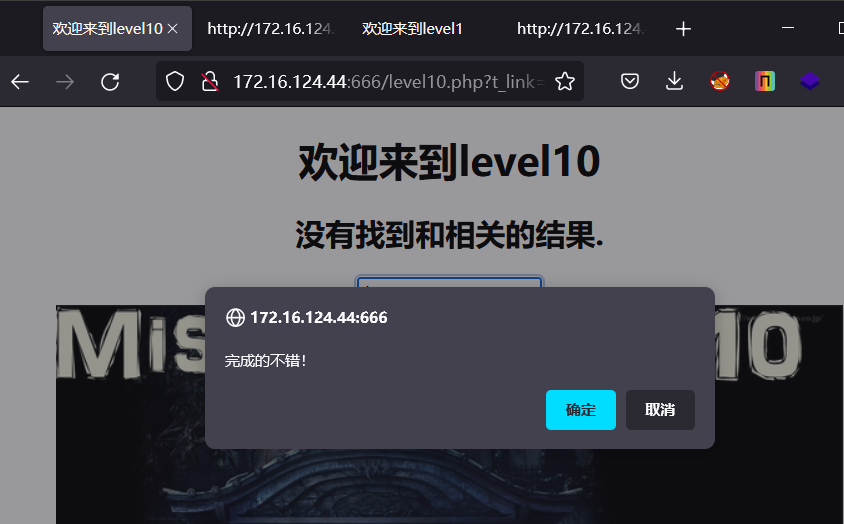 欢迎来到level10
http://172.16.124.
欢迎来到level1
http://172.16.124.
172.16.124.44:666/level10.php?t_link=
欢迎来到level10
没有找到和相关的结果.
Mis
10
172.16.124.44:666
完成的不错！
确定
取消